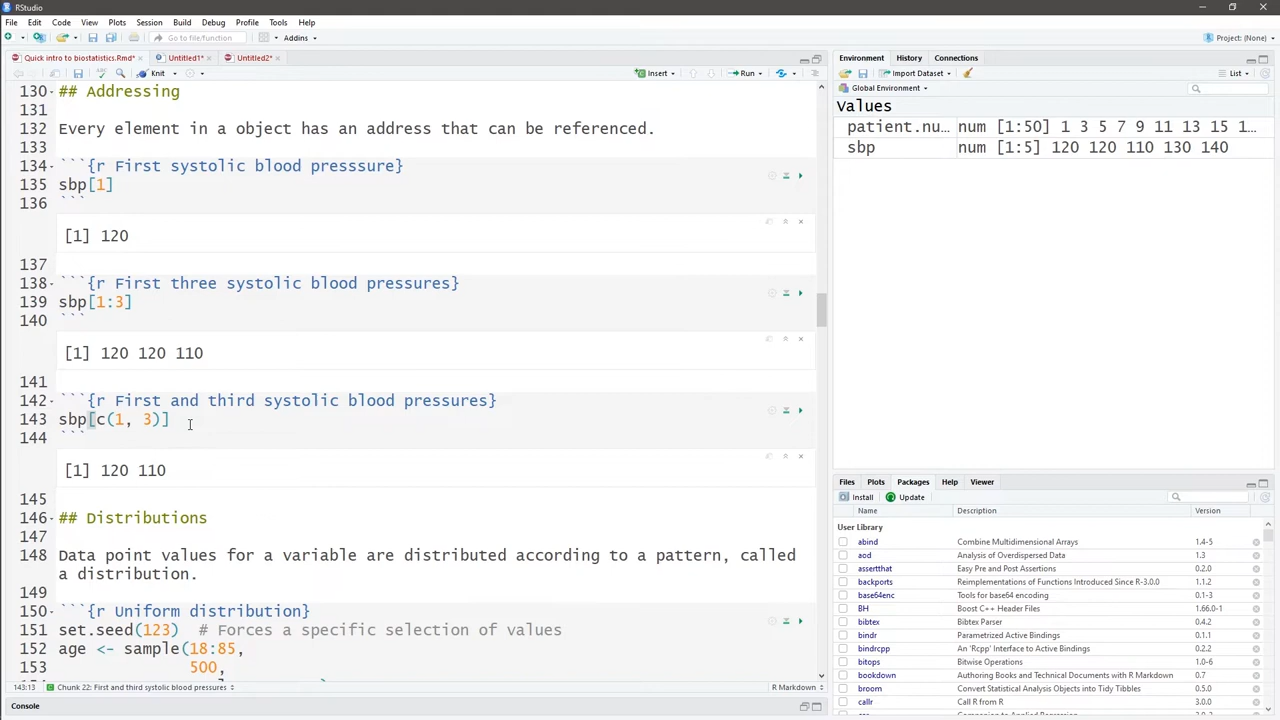 RStudio
File Edit Code View Plots Session Build Debug Profile Tools Help
Go to file/function Addins Project: (None)
Quick intro to biostatistics.Rmd* Untitled1* Untitled2*
Knit Insert Run
130 ## Addressing
131
132 Every element in a object has an address that can be referenced.
133
134 ```{r First systolic blood presssure}
135 sbp[1]
136 ```
[1] 120
137
138 ```{r First three systolic blood pressures}
139 sbp[1:3]
140 ```
[1] 120 120 110
141
142 ```{r First and third systolic blood pressures}
143 sbp[c(1, 3)]
144 ```
[1] 120 110
145
146 ## Distributions
147
148 Data point values for a variable are distributed according to a pattern, called
a distribution.
149
150 ```{r Uniform distribution}
151 set.seed(123) # Forces a specific selection of values
152 age <- sample(18:85,
153 500,
143:13 Chunk 22: First and third systolic blood pressures R Markdown
Console
Environment History Connections
Import Dataset List
Global Environment
Values
patient.nu… num [1:50] 1 3 5 7 9 11 13 15 1…
sbp num [1:5] 120 120 110 130 140
Files Plots Packages Help Viewer
Install Update
Name Description Version
User Library
abind Combine Multidimensional Arrays 1.4-5
aod Analysis of Overdispersed Data 1.3
assertthat Easy Pre and Post Assertions 0.2.0
backports Reimplementations of Functions Introduced Since R-3.0.0 1.1.2
base64enc Tools for base64 encoding 0.1-3
BH Boost C++ Header Files 1.66.0-1
bibtex Bibtex Parser 0.4.2
bindr Parametrized Active Bindings 0.1.1
bindrcpp An 'Rcpp' Interface to Active Bindings 0.2.2
bitops Bitwise Operations 1.0-6
bookdown Authoring Books and Technical Documents with R Markdown 0.7
broom Convert Statistical Analysis Objects into Tidy Tibbles 0.5.0
callr Call R from R 3.0.0